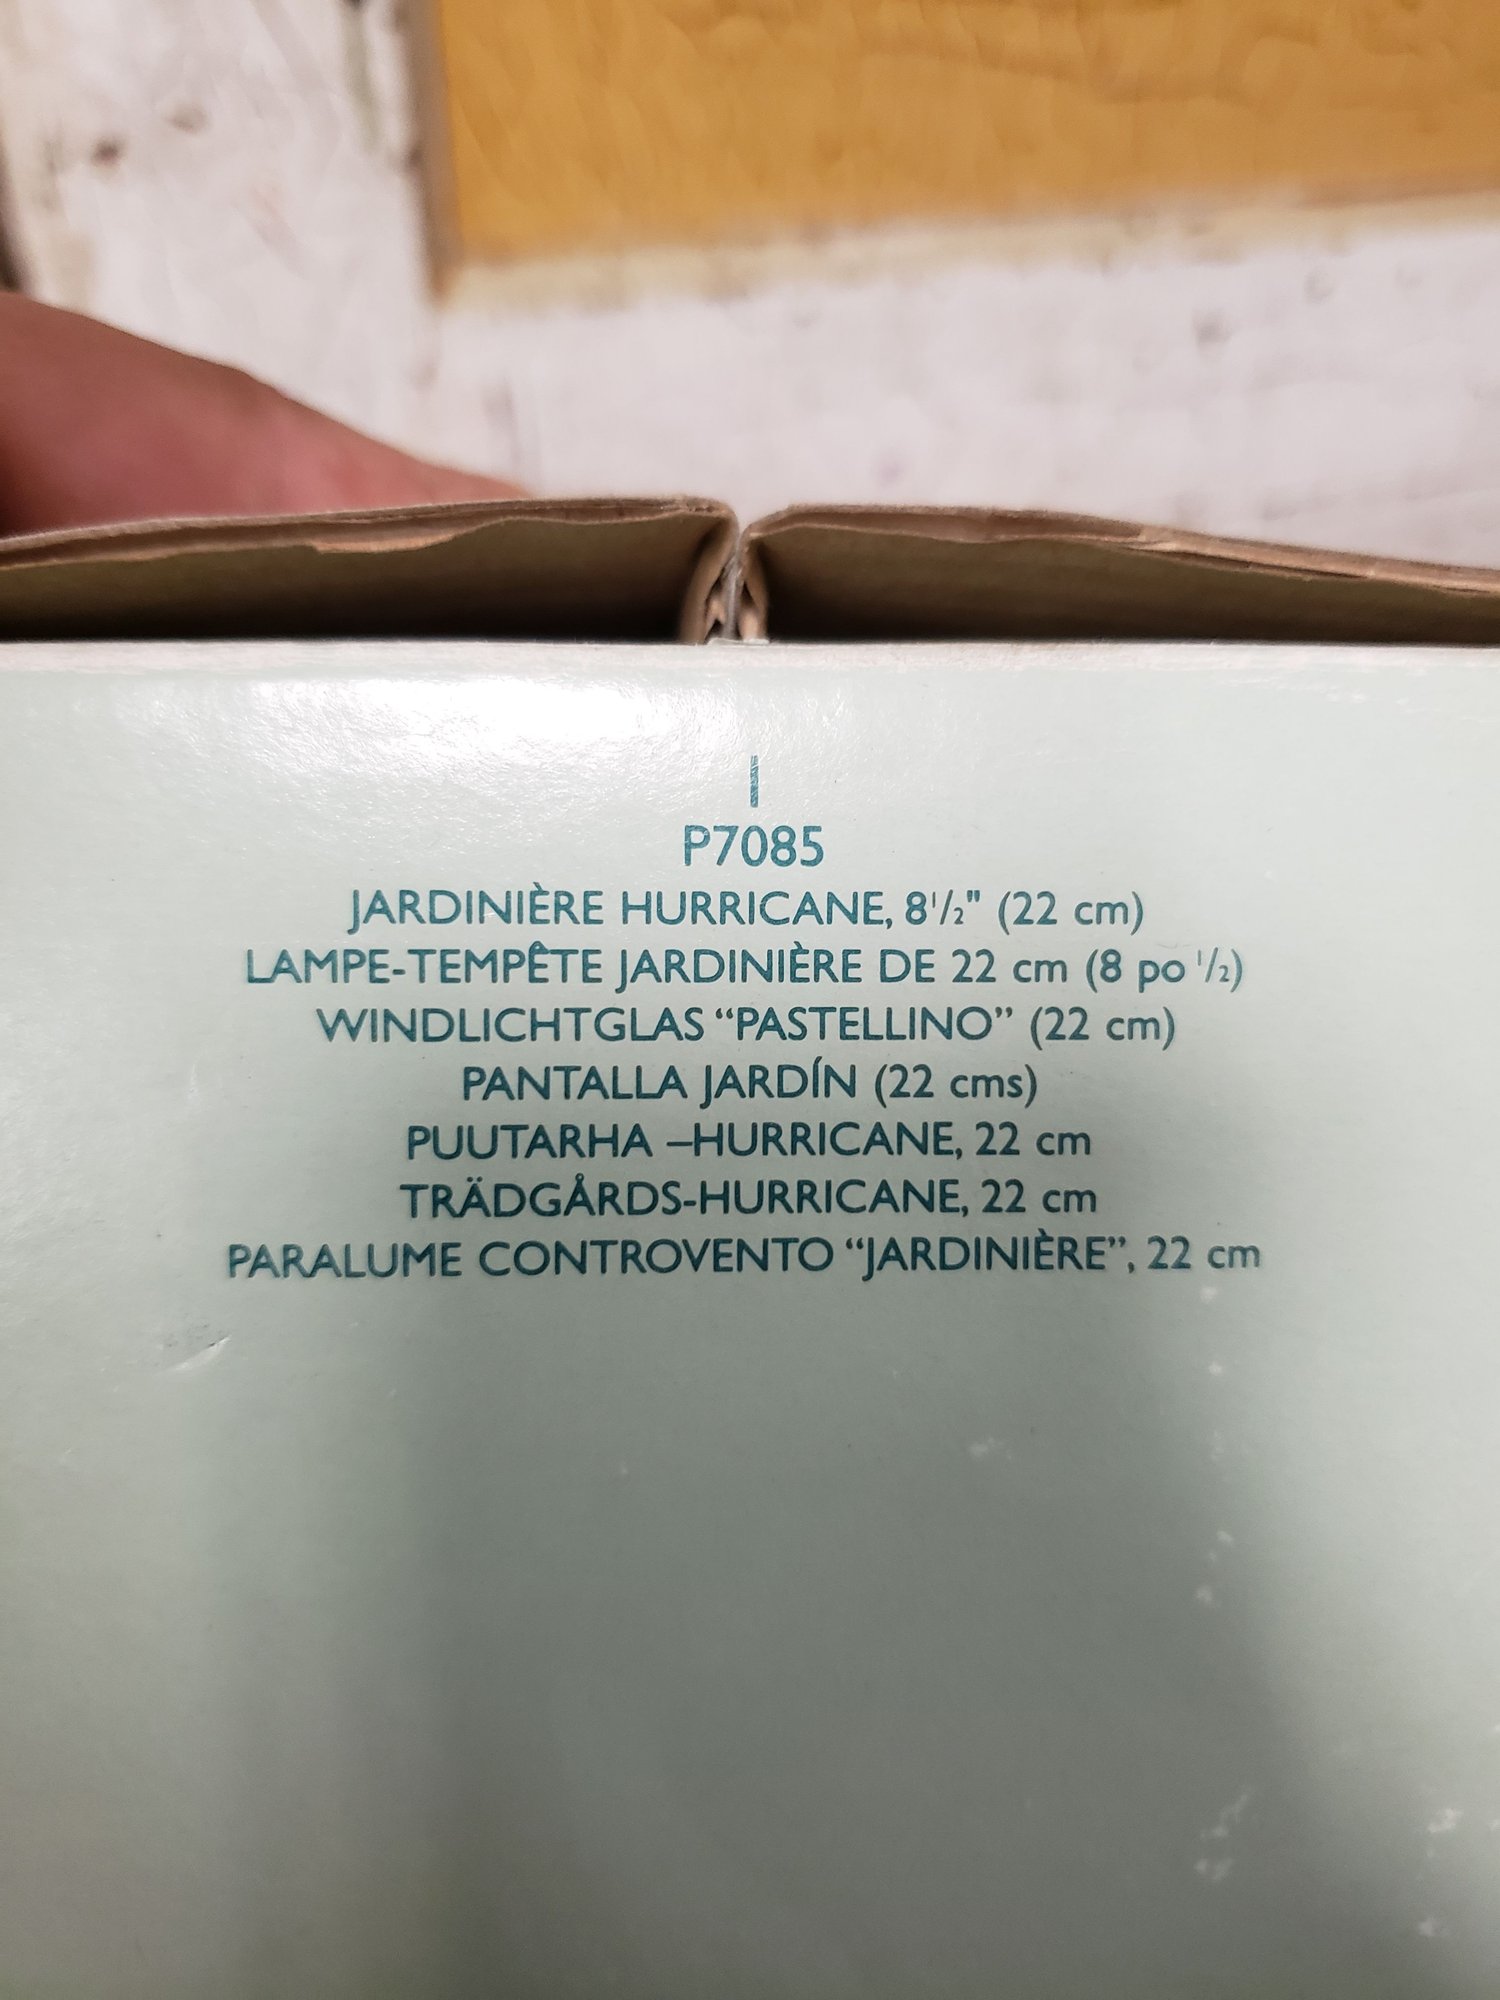 I
P7085
JARDINIÈRE HURRICANE, 8 1/2" (22 cm)
LAMPE-TEMPÊTE JARDINIÈRE DE 22 cm (8 po 1/2)
WINDLICHTGLAS “PASTELLINO” (22 cm)
PANTALLA JARDÍN (22 cms)
PUUTARHA –HURRICANE, 22 cm
TRÄDGÅRDS-HURRICANE, 22 cm
PARALUME CONTROVENTO “JARDINIÈRE”, 22 cm